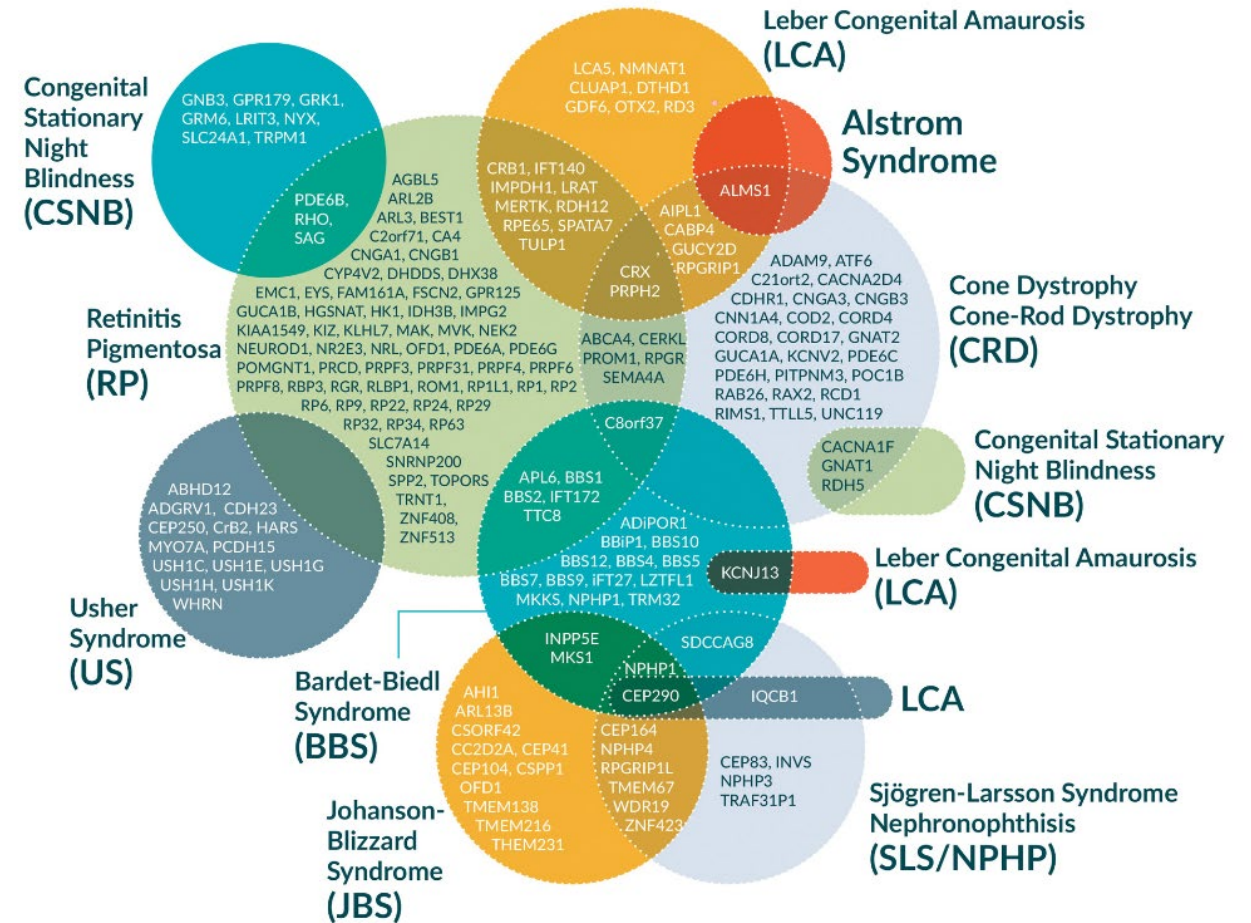 Leber Congenital Amaurosis
(LCA)
LCA5, NMNAT1
CLUAP1, DTHD1
GDF6, OTX2, RD3
Congenital
Stationary
Night
Blindness
(CSNB)
GNB3, GPR179, GRK1,
GRM6, LRIT3, NYX,
SLC24A1, TRPM1
Alstrom
Syndrome
ALMS1
PDE6B,
RHO,
SAG
CRB1, IFT140
IMPDH1, LRAT
MERTK, RDH12
RPE65, SPATA7
TULP1
AIPL1
CABP4
GUCY2D
RPGRIP1
CRX
PRPH2
Retinitis
Pigmentosa
(RP)
AGBL5
ARL2B
ARL3, BEST1
C2orf71, CA4
CNGA1, CNGB1
CYP4V2, DHDDS, DHX38
EMC1, EYS, FAM161A, FSCN2, GPR125
GUCA1B, HGSNAT, HK1, IDH3B, IMPG2
KIAA1549, KIZ, KLHL7, MAK, MVK, NEK2
NEUROD1, NR2E3, NRL, OFD1, PDE6A, PDE6G
POMGNT1, PRCD, PRPF3, PRPF31, PRPF4, PRPF6
PRPF8, RBP3, RGR, RLBP1, ROM1, RP1L1, RP1, RP2
RP6, RP9, RP22, RP24, RP29
RP32, RP34, RP63
SLC7A14
SNRNP200
SPP2, TOPORS
TRNT1,
ZNF408,
ZNF513
ABCA4, CERKL
PROM1, RPGR
SEMA4A
Cone Dystrophy
Cone-Rod Dystrophy
(CRD)
ADAM9, ATF6
C21ort2, CACNA2D4
CDHR1, CNGA3, CNGB3
CNN1A4, COD2, CORD4
CORD8, CORD17, GNAT2
GUCA1A, KCNV2, PDE6C
PDE6H, PITPNM3, POC1B
RAB26, RAX2, RCD1
RIMS1, TTLL5, UNC119
C8orf37
CACNA1F
GNAT1
RDH5
Congenital Stationary
Night Blindness
(CSNB)
APL6, BBS1
BBS2, IFT172
TTC8
ABHD12
ADGRV1, CDH23
CEP250, CrB2, HARS
MYO7A, PCDH15
USH1C, USH1E, USH1G
USH1H, USH1K
WHRN
Usher
Syndrome
(US)
ADiPOR1
BBiP1, BBS10
BBS12, BBS4, BBS5
BBS7, BBS9, iFT27, LZTFL1
MKKS, NPHP1, TRM32
KCNJ13
Leber Congenital Amaurosis
(LCA)
Bardet-Biedl
Syndrome
(BBS)
INPP5E
MKS1
SDCCAG8
NPHP1
CEP290
IQCB1
LCA
AHI1
ARL13B
CSORF42
CC2D2A, CEP41
CEP104, CSPP1
OFD1
TMEM138
TMEM216
THEM231
CEP164
NPHP4
RPGRIP1L
TMEM67
WDR19
ZNF423
CEP83, INVS
NPHP3
TRAF31P1
Johanson-
Blizzard
Syndrome
(JBS)
Sjögren-Larsson Syndrome
Nephronophthisis
(SLS/NPHP)